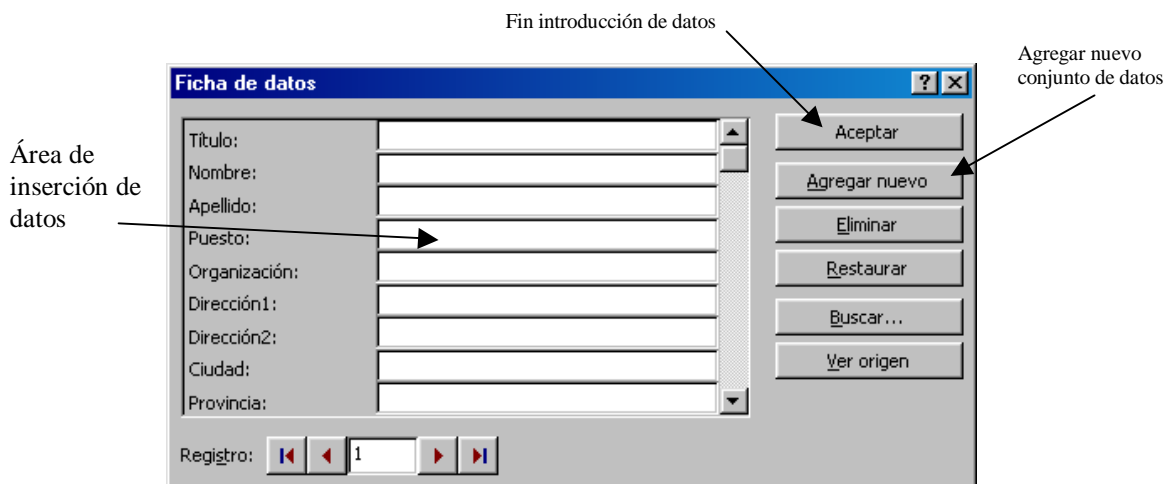 Fin introducción de datos
Agregar nuevo
conjunto de datos
Ficha de datos
Área de
inserción de
datos
Título:
Nombre:
Apellido:
Puesto:
Organización:
Dirección1:
Dirección2:
Ciudad:
Provincia:
Aceptar
Agregar nuevo
Eliminar
Restaurar
Buscar...
Ver origen
Registro: 1